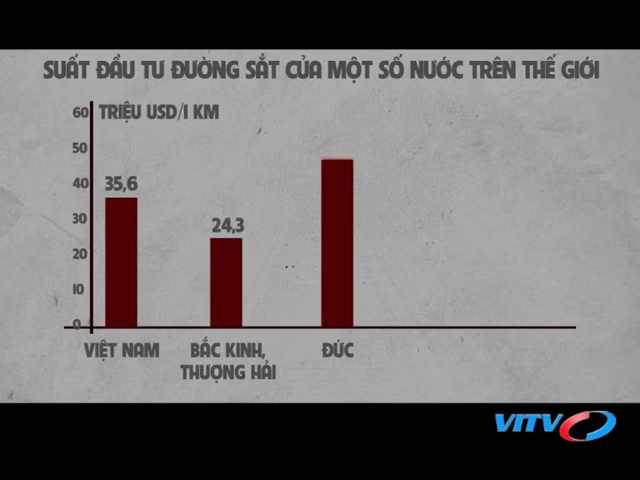 SUẤT ĐẦU TƯ ĐƯỜNG SẮT CỦA MỘT SỐ NƯỚC TRÊN THẾ GIỚI
TRIỆU USD/1 KM
60
50
40
30
20
10
0
35,6
24,3
VIỆT NAM
BẮC KINH,
THƯỢNG HẢI
ĐỨC
VITV